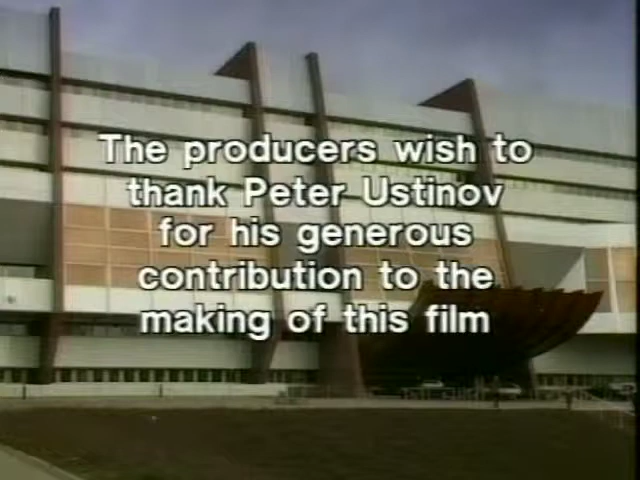 The producers wish to
thank Peter Ustinov
for his generous
contribution to the
making of this film